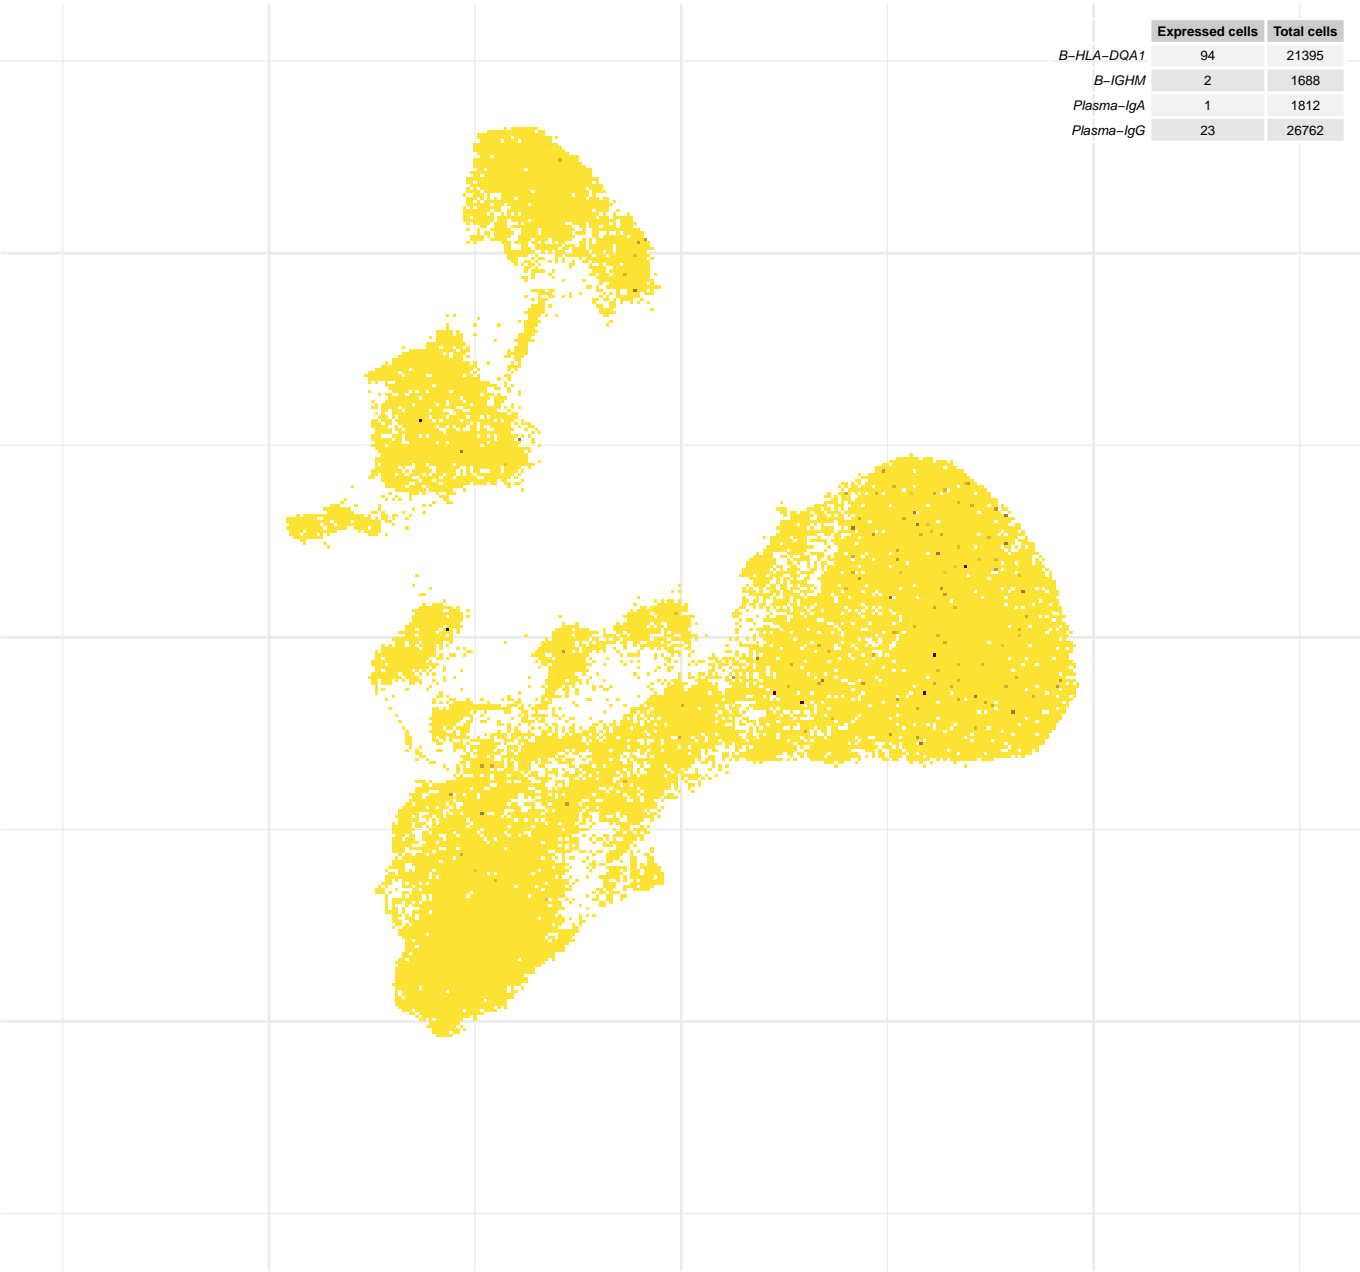 Expressed cells Total cells
B−HLA−DQA1 94 21395
B−IGHM 2 1688
Plasma−IgA 1 1812
Plasma−IgG 23 26762